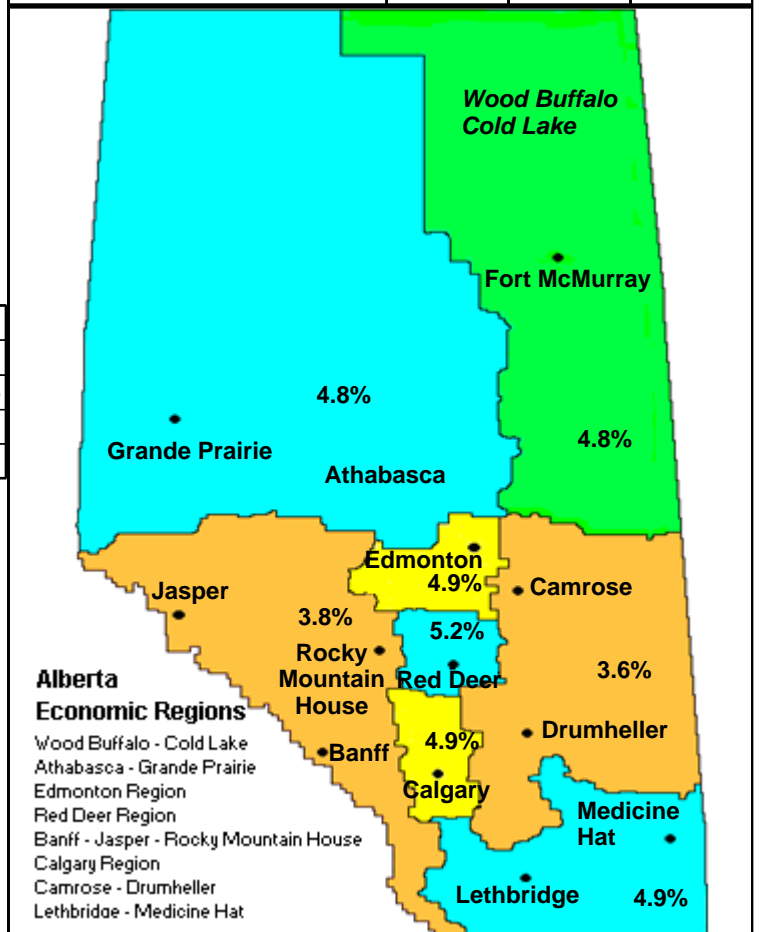 Wood Buffalo
Cold Lake
Fort McMurray
4.8%
4.8%
Grande Prairie
Athabasca
Edmonton
4.9%
Camrose
Jasper
3.8%
5.2%
Rocky
Mountain
House
Red Deer
3.6%
Drumheller
Banff
4.9%
Calgary
Medicine
Hat
Lethbridge
4.9%
Alberta
Economic Regions
Wood Buffalo - Cold Lake
Athabasca - Grande Prairie
Edmonton Region
Red Deer Region
Banff - Jasper - Rocky Mountain House
Calgary Region
Camrose - Drumheller
Lethbridge - Medicine Hat